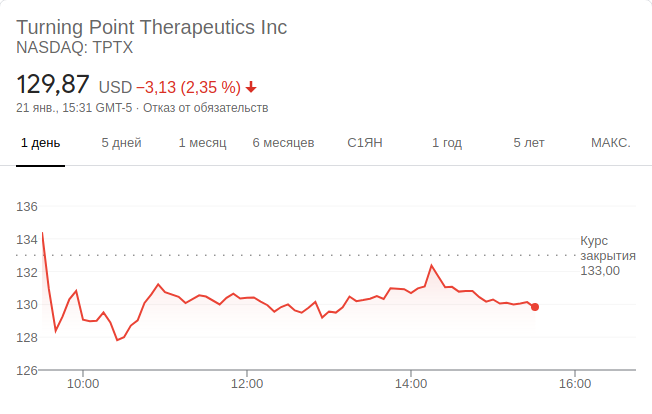 Turning Point Therapeutics Inc
NASDAQ: TPTX
129,87 USD −3,13 (2,35 %)
21 янв., 15:31 GMT-5 · Отказ от обязательств
1 день 5 дней 1 месяц 6 месяцев С1ЯН 1 год 5 лет МАКС.
136
134
132
130
128
126
Курс
закрытия
133,00
10:00 12:00 14:00 16:00